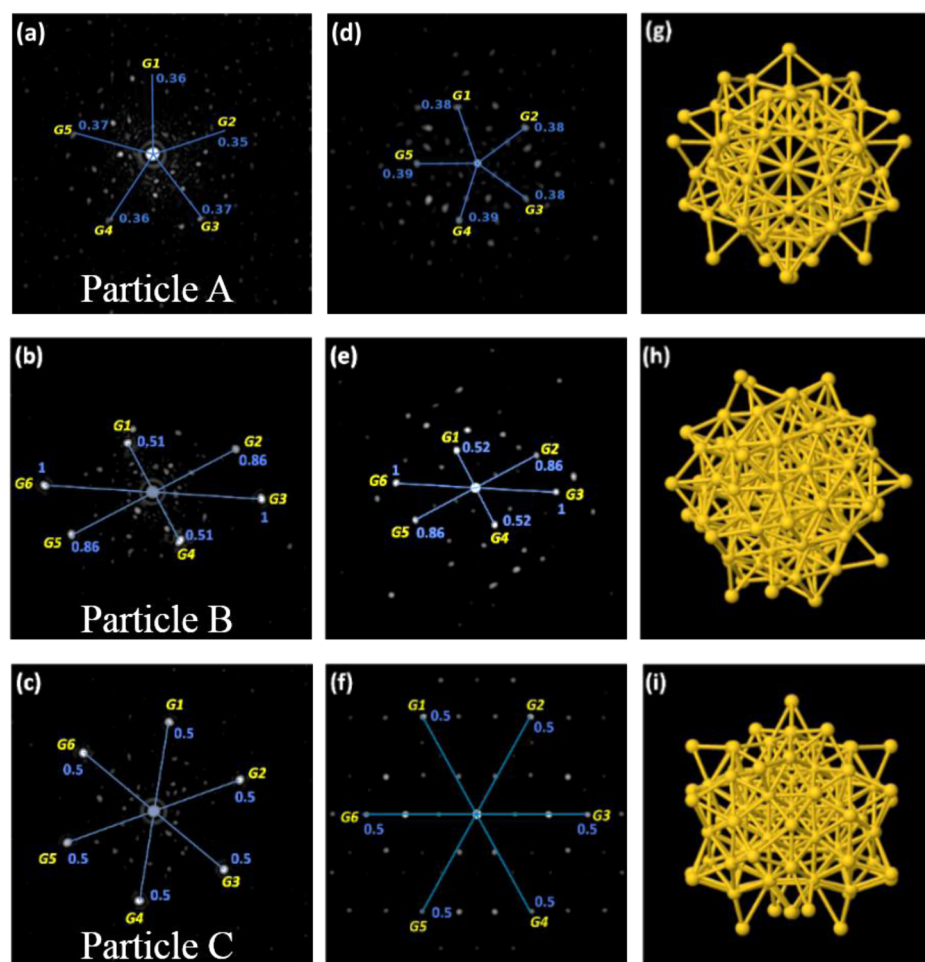 (a)
G1
0.36
G2
0.35
G5
0.37
G4
0.36
G3
0.37
Particle A
(d)
G1
0.38
G2
0.38
G5
0.39
G3
0.38
G4
0.39
(g)
(b)
G1
0.51
G2
0.86
1
G6
G3
1
G5
0.86
0.51
G4
Particle B
(e)
G1
0.52
G2
0.86
1
G6
G3
1
G5
0.86
0.52
G4
(h)
(c)
G1
0.5
G6
0.5
G2
0.5
G5
0.5
0.5
G3
0.5
G4
Particle C
(f)
G1
0.5
G2
0.5
G6
0.5
G3
0.5
G5
0.5
0.5
G4
(i)